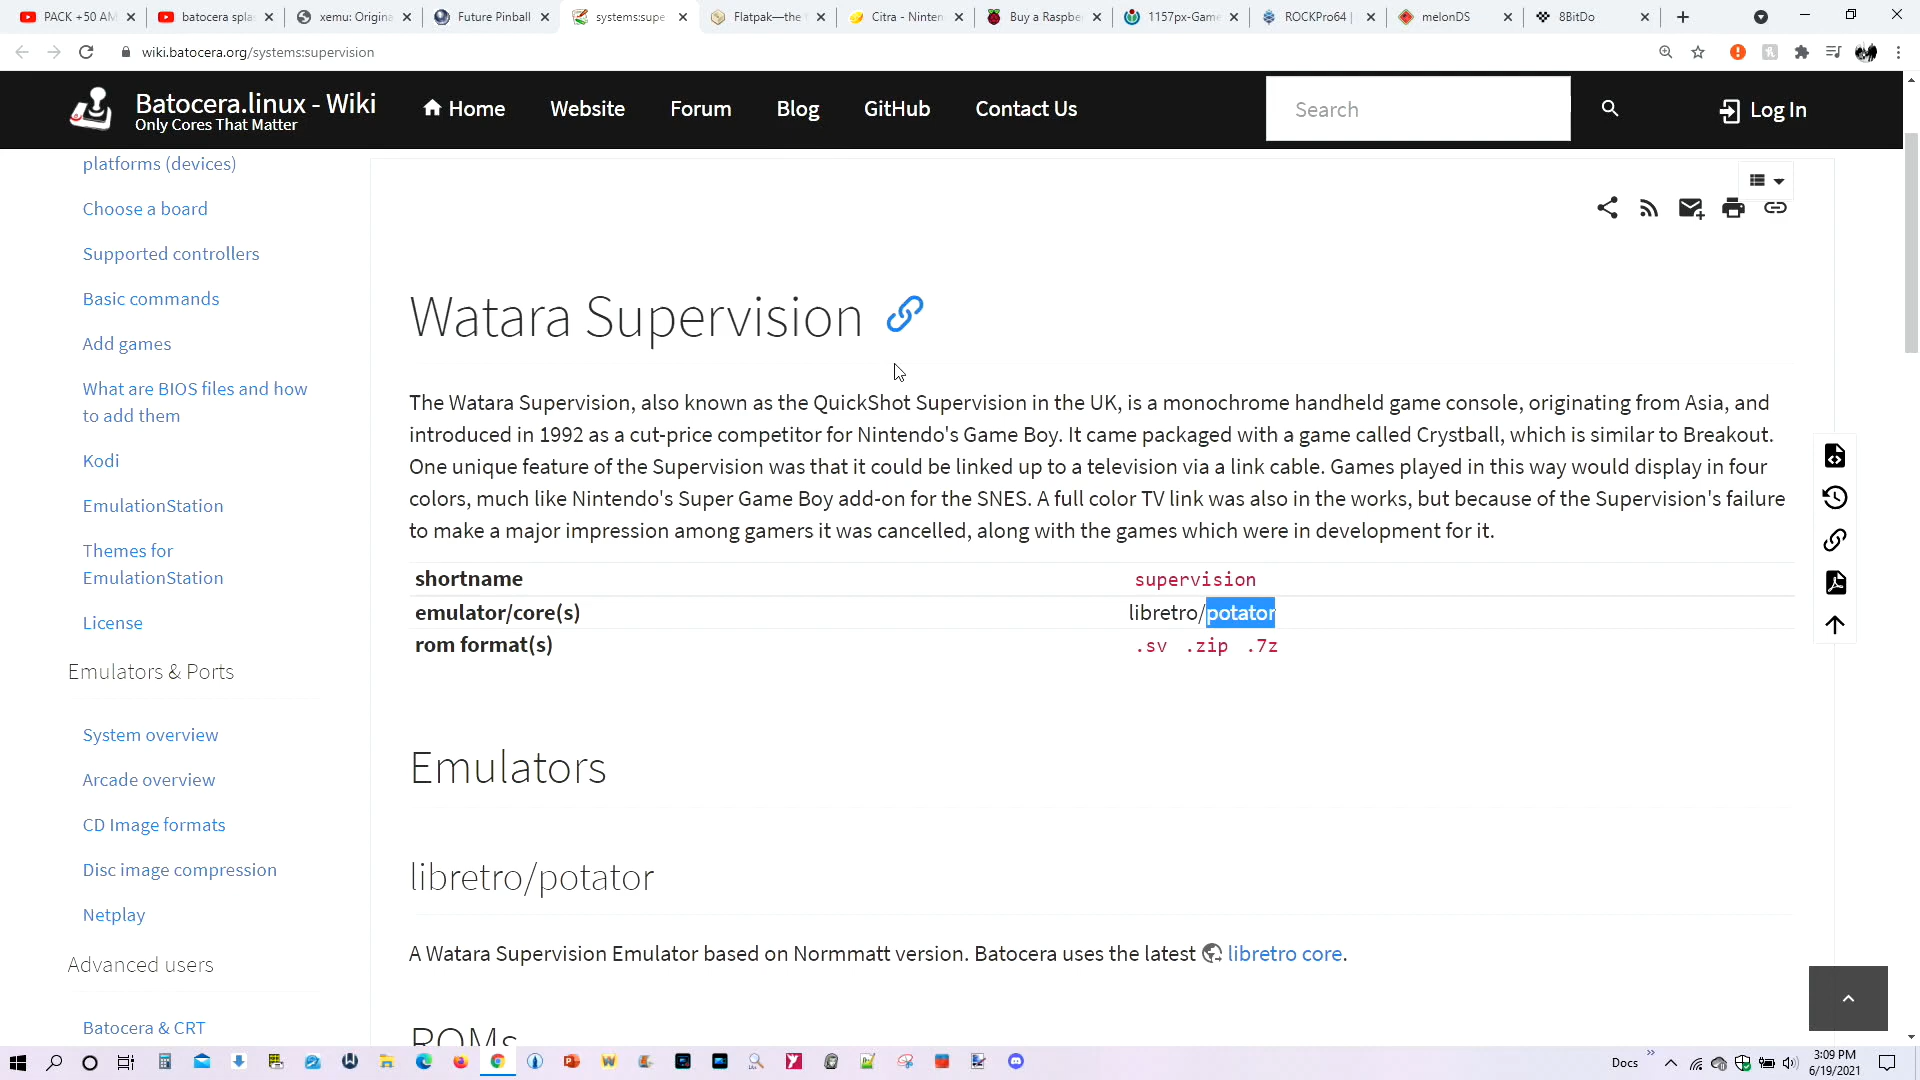 PACK +50 AM
batocera spla
xemu: Origina
Future Pinball
systems:supe
Flatpak—the
Citra - Ninten
Buy a Raspbe
1157px-Game
ROCKPro64 |
melonDS
8BitDo
wiki.batocera.org/systems:supervision
Batocera.linux - Wiki
Only Cores That Matter
Home
Website
Forum
Blog
GitHub
Contact Us
Search
Log In
platforms (devices)
Choose a board
Supported controllers
Basic commands
Add games
What are BIOS files and how
to add them
Kodi
EmulationStation
Themes for
EmulationStation
License
Emulators & Ports
System overview
Arcade overview
CD Image formats
Disc image compression
Netplay
Advanced users
Batocera & CRT
Watara Supervision
The Watara Supervision, also known as the QuickShot Supervision in the UK, is a monochrome handheld game console, originating from Asia, and
introduced in 1992 as a cut-price competitor for Nintendo's Game Boy. It came packaged with a game called Crystball, which is similar to Breakout.
One unique feature of the Supervision was that it could be linked up to a television via a link cable. Games played in this way would display in four
colors, much like Nintendo's Super Game Boy add-on for the SNES. A full color TV link was also in the works, but because of the Supervision's failure
to make a major impression among gamers it was cancelled, along with the games which were in development for it.
shortname supervision
emulator/core(s) libretro/potator
rom format(s) .sv .zip .7z
Emulators
libretro/potator
A Watara Supervision Emulator based on Normmatt version. Batocera uses the latest libretro core.
ROMs
Docs
3:09 PM
6/19/2021